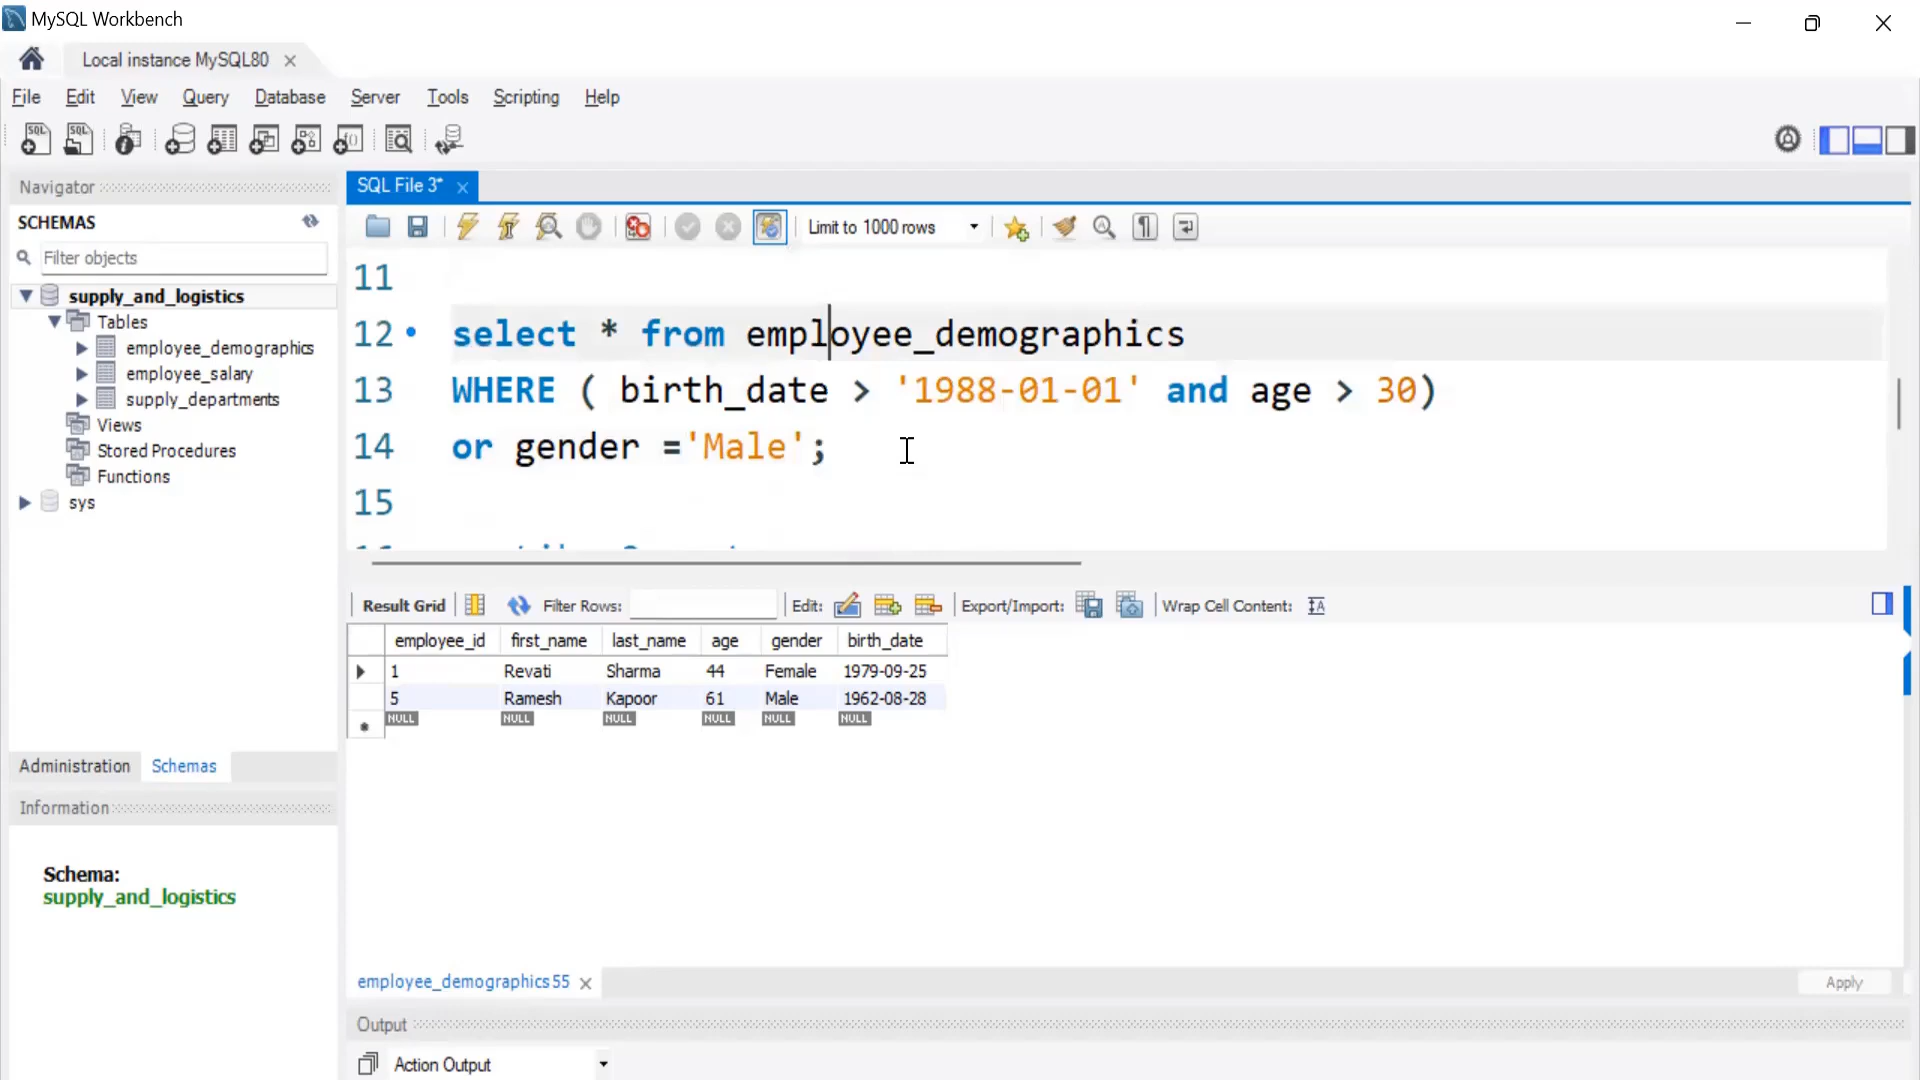 MySQL Workbench
Local instance MySQL80
File Edit View Query Database Server Tools Scripting Help
Navigator
SQL File 3*
SCHEMAS
Limit to 1000 rows
Filter objects
supply_and_logistics
Tables
employee_demographics
employee_salary
supply_departments
Views
Stored Procedures
Functions
sys
11
12 select * from employee_demographics
13 WHERE ( birth_date > '1988-01-01' and age > 30)
14 or gender ='Male';
15
Result Grid Filter Rows: Edit: Export/Import: Wrap Cell Content:
employee_id first_name last_name age gender birth_date
1 Revati Sharma 44 Female 1979-09-25
5 Ramesh Kapoor 61 Male 1962-08-28
NULL NULL NULL NULL NULL NULL
Administration Schemas
Information
Schema:
supply_and_logistics
employee_demographics 55
Apply
Output
Action Output